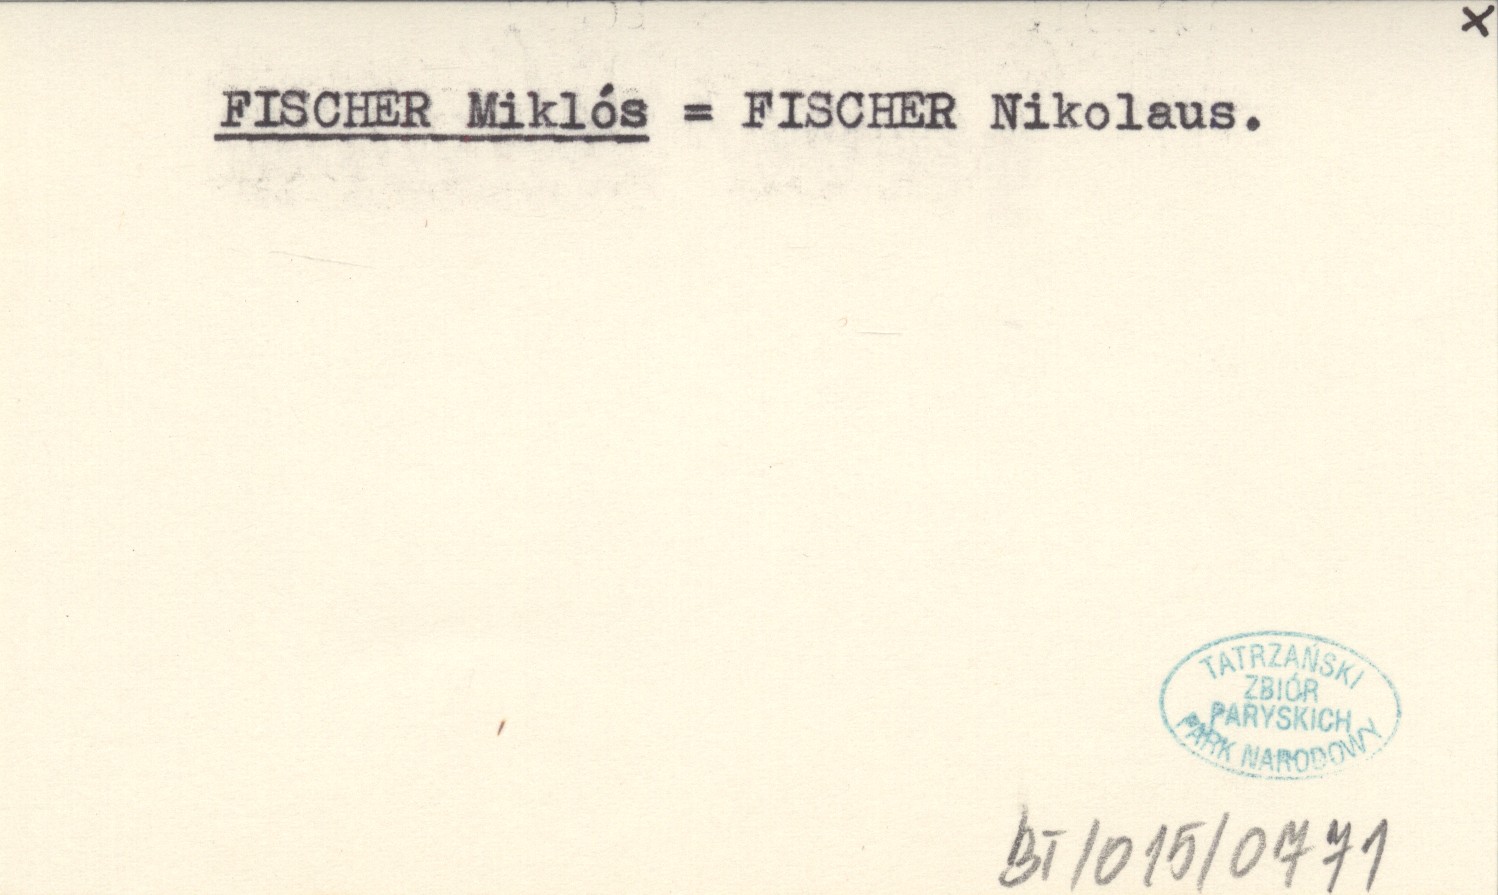 x
FISCHER Miklós = FISCHER Nikolaus.
TATRZAŃSKI
ZBIÓR
PARYSKICH
PARK NARODOWY
BT/015/0771